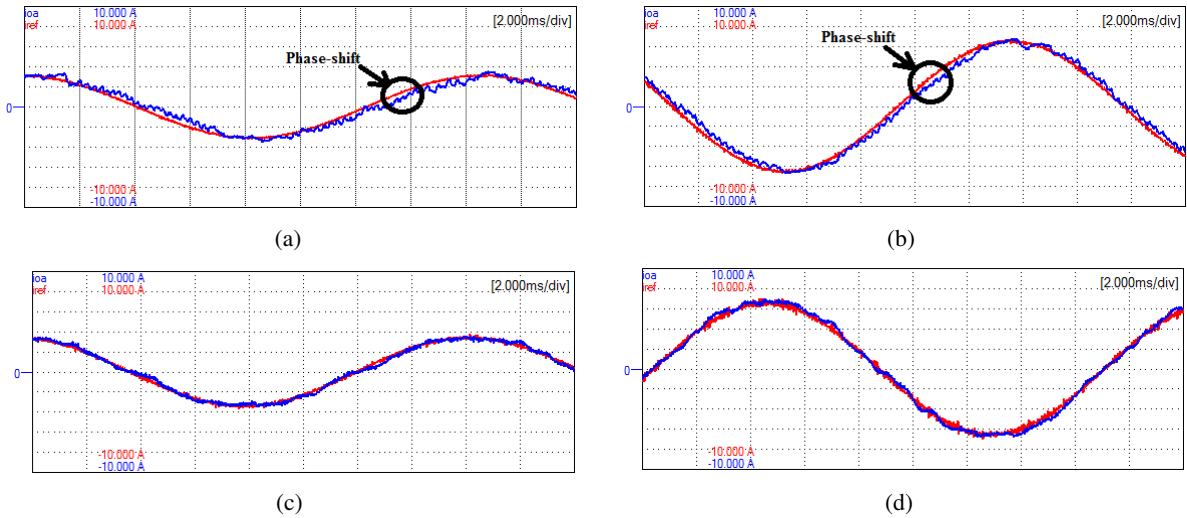 ioa 10.000 A [2.000ms/div]
iref 10.000 A
Phase-shift
0
-10.000 A
-10.000 A
(a)
ioa 10.000 A [2.000ms/div]
iref 10.000 A
Phase-shift
0
-10.000 A
-10.000 A
(b)
ioa 10.000 A [2.000ms/div]
iref 10.000 A
0
-10.000 A
-10.000 A
(c)
ioa 10.000 A [2.000ms/div]
iref 10.000 A
0
-10.000 A
-10.000 A
(d)